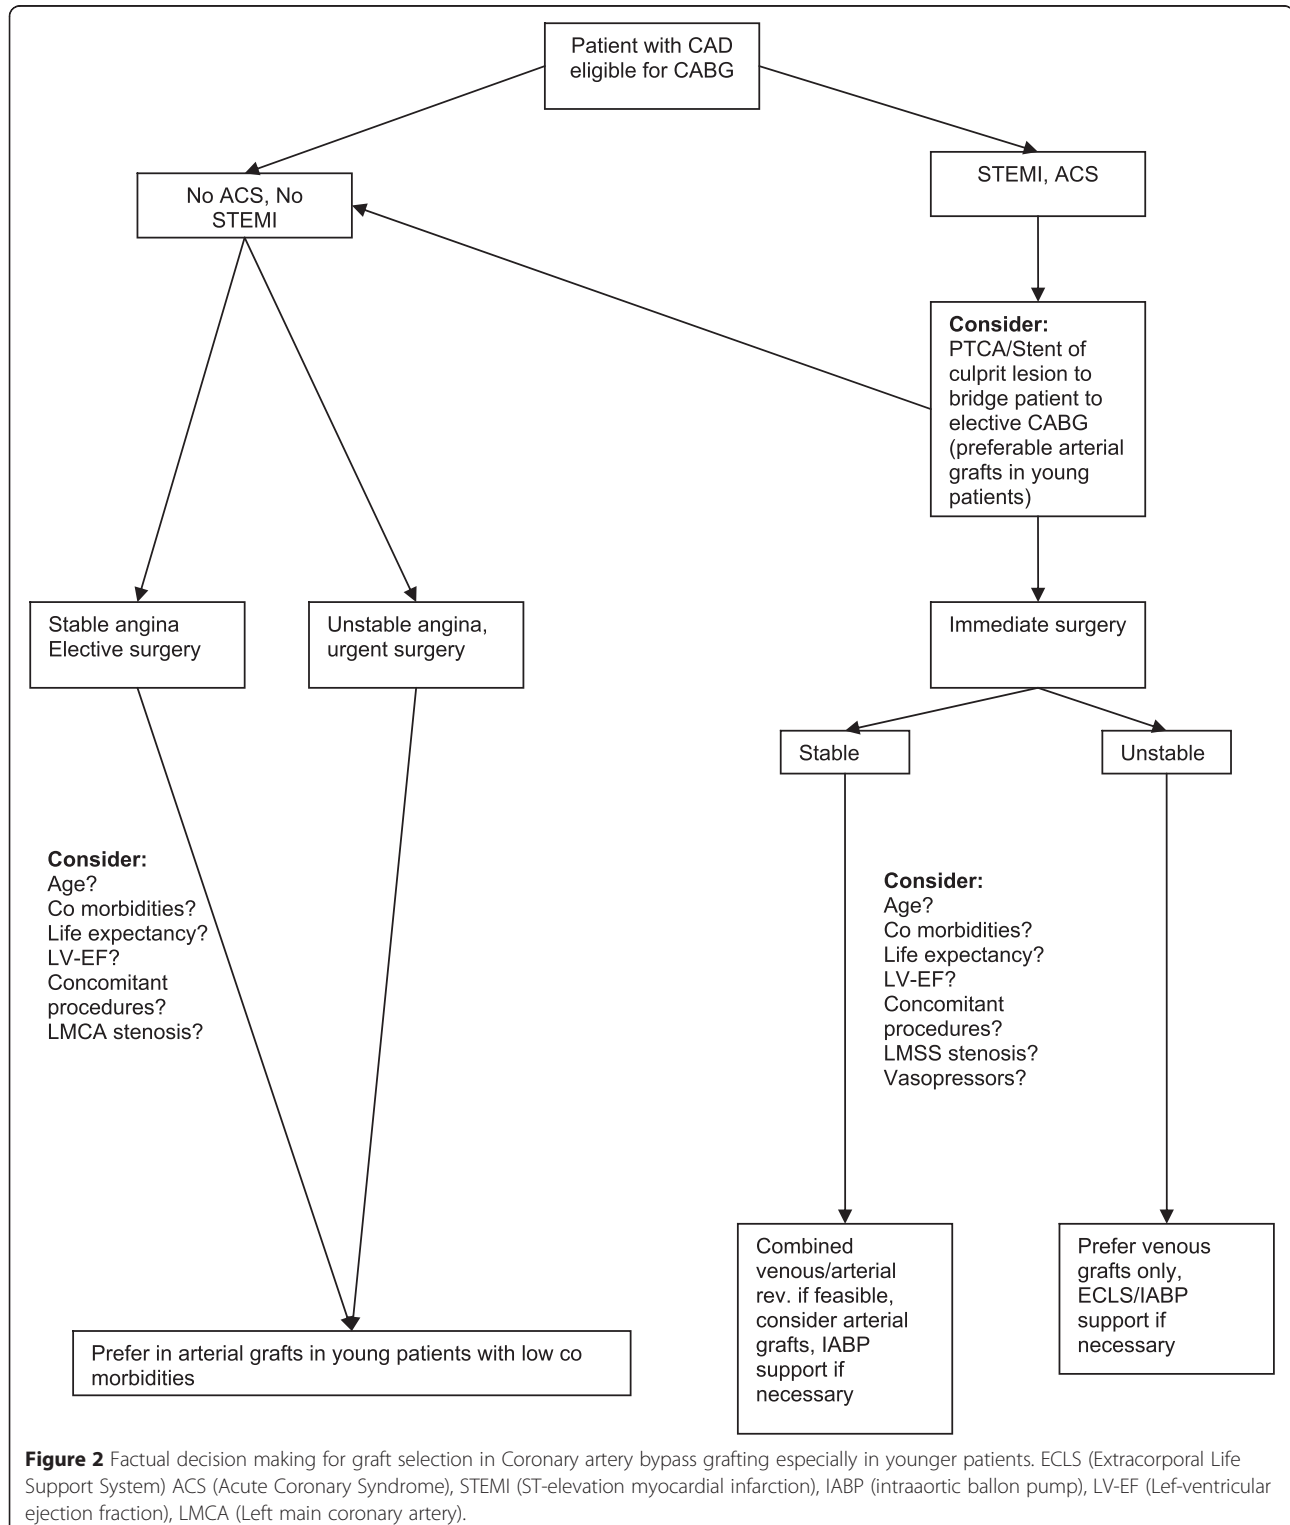 Patient with CAD
eligible for CABG
No ACS, No
STEMI
STEMI, ACS
Consider:
PTCA/Stent of
culprit lesion to
bridge patient to
elective CABG
(preferable arterial
grafts in young
patients)
Stable angina
Elective surgery
Unstable angina,
urgent surgery
Immediate surgery
Stable
Unstable
Consider:
Age?
Co morbidities?
Life expectancy?
LV-EF?
Concomitant
procedures?
LMCA stenosis?
Consider:
Age?
Co morbidities?
Life expectancy?
LV-EF?
Concomitant
procedures?
LMSS stenosis?
Vasopressors?
Combined
venous/arterial
rev. if feasible,
consider arterial
grafts, IABP
support if
necessary
Prefer venous
grafts only,
ECLS/IABP
support if
necessary
Prefer in arterial grafts in young patients with low co
morbidities
Figure 2 Factual decision making for graft selection in Coronary artery bypass grafting especially in younger patients. ECLS (Extracorporal Life
Support System) ACS (Acute Coronary Syndrome), STEMI (ST-elevation myocardial infarction), IABP (intraaortic ballon pump), LV-EF (Lef-ventricular
ejection fraction), LMCA (Left main coronary artery).